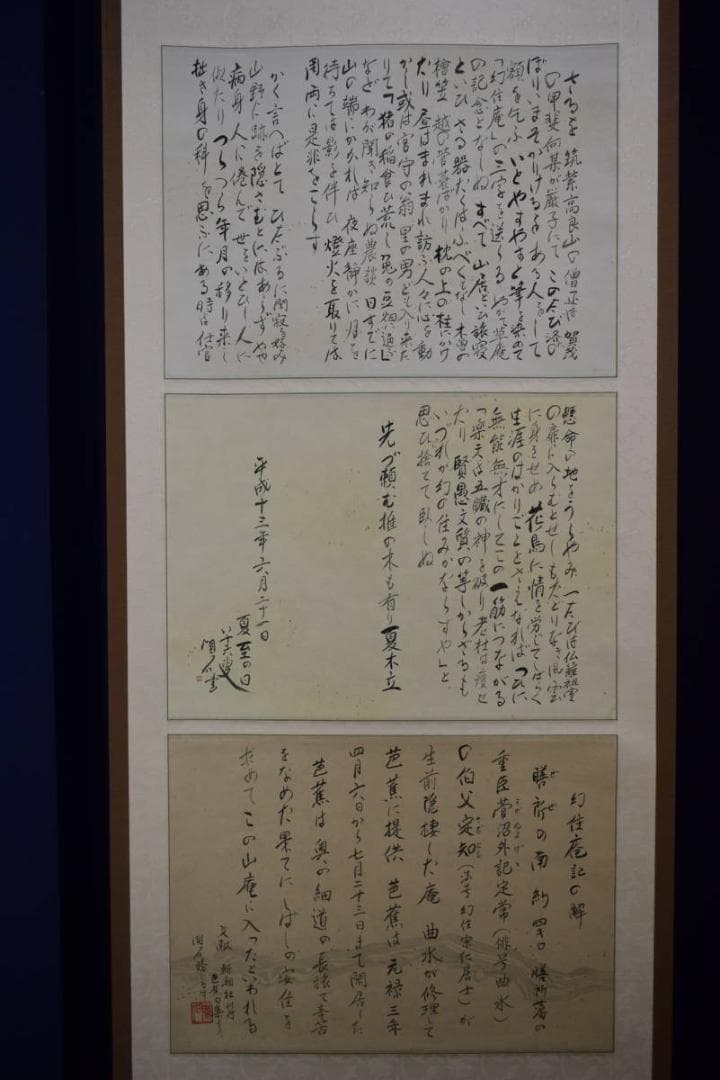 さるを 筑紫高良山の僧正は 賀茂
の甲斐何某が厳子にて このたび洛に
のぼりいまそかりけるを ある人をして
額を乞ふ いとやすやすと筆を染めて
「幻住庵」の三字を送らる やがて草庵
の記念となしぬ すべて 山居といひ旅寝
といひ さる器たくはふべくもなし 木曽の
檜笠 越の菅蓑ばかり 枕の上の柱にかけ
たり 昼はまれまれ訪ふ人々に心を動
かし 或は宮守の翁 里の男ども入り来た
りて「猪の稲食ひ荒し 兎の豆畑に通ふ」
など わが聞き知らぬ農談 日すでに
山の端にかかれば 夜座静かに 月を
待ちては影を伴ひ 燈火を取りては
罔両に是非をこらす
かく言へばとて ひたぶるに閑寂を好み
山野に跡を隠さむとにはあらず やや
病身 人に倦んで 世をいとひし人に
似たり つらつら年月の移り来し
拙き身の科を思ふに ある時は仕官
懸命の地をうらやみ 一たびは仏籬祖室
の扉に入らむとせしも たどりなき風雲
に身をせめ 花鳥に情を労じて しばらく
生涯のはかりごととさへなれば つひに
無能無才にしてこの一筋につながる
「楽天は五臓の神を破り 老杜は痩せ
たり 賢愚文質の等しからざるも
いづれか幻の住みかならずや」と
思ひ捨てて臥しぬ
先づ頼む椎の木も有り夏木立
平成十三年六月二十一日
夏至の日
幻住庵記の解
膳所の南 約四キロ 膳所藩の
重臣菅沼外記定常(俳号曲水)
の伯父定知(法号幻住宗仁居士)が
生前隠棲した庵 曲水が修理して
芭蕉に提供 芭蕉は 元禄三年
四月六日から七月二十三日まで閑居した
芭蕉は 奥の細道の長旅で辛苦
をなめた果てに しばしの安住を
求めて この山庵に入ったといわれる
文献 新潮社刊